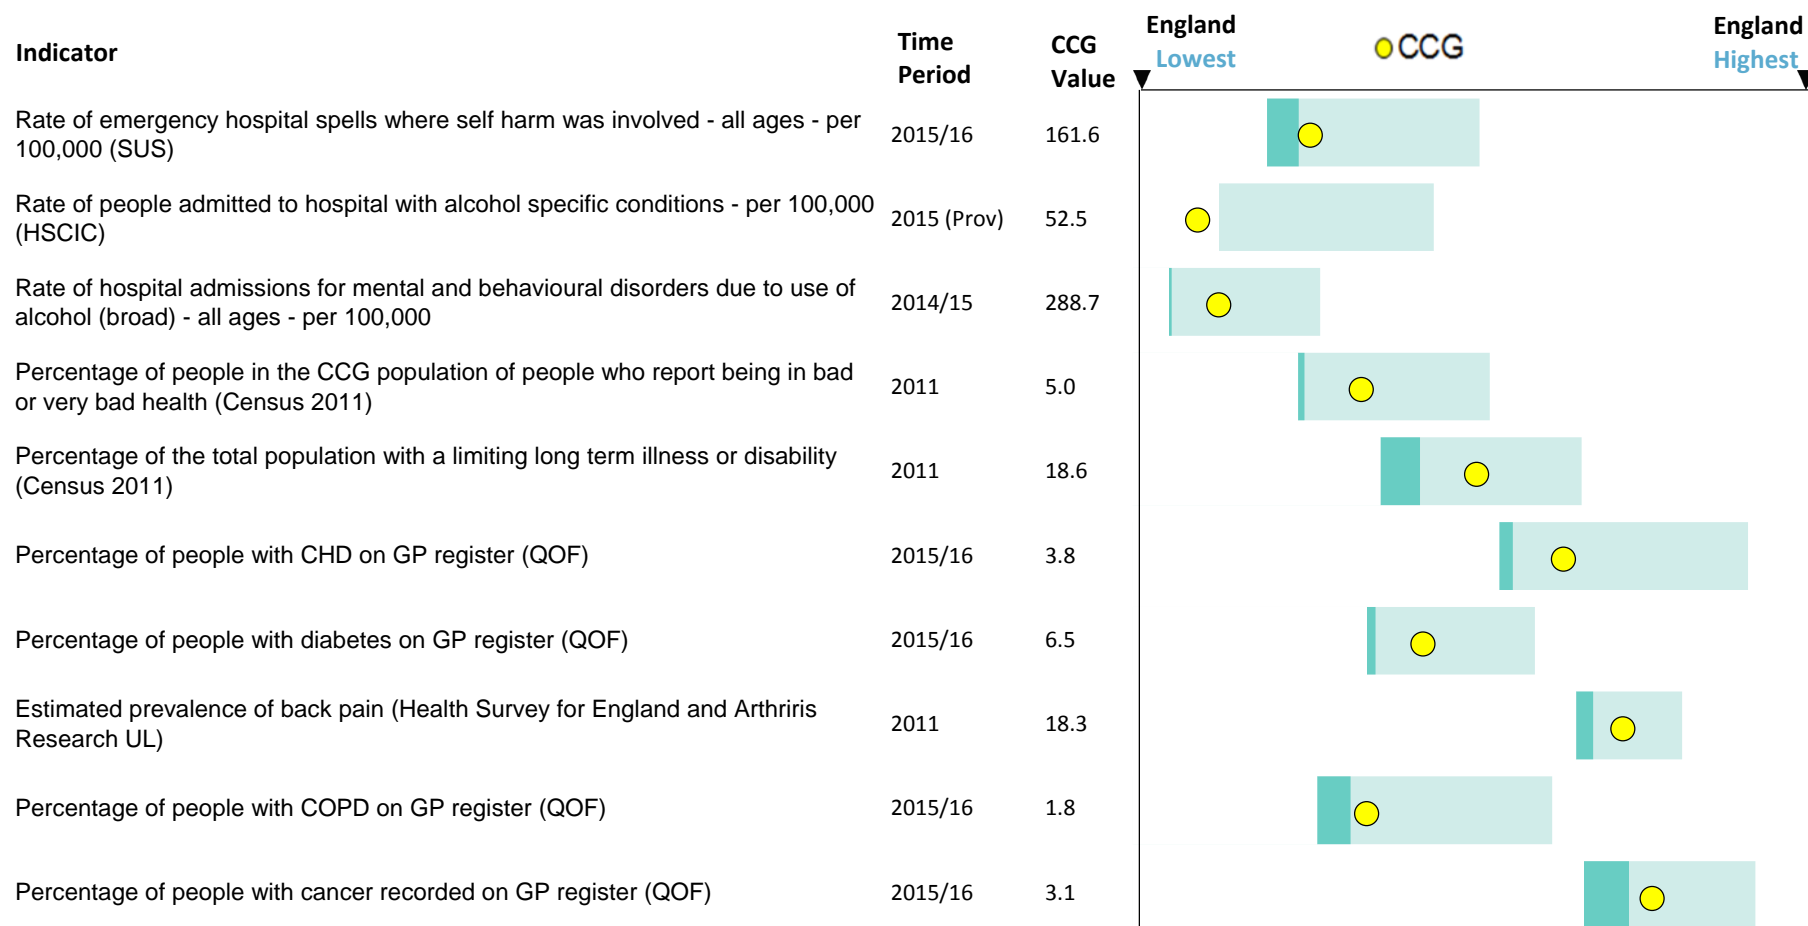 Indicator
Time
Period
CCG
Value
England
Lowest
CCG
England
Highest
Rate of emergency hospital spells where self harm was involved - all ages - per
100,000 (SUS)
2015/16
161.6
Rate of people admitted to hospital with alcohol specific conditions - per 100,000
(HSCIC)
2015 (Prov)
52.5
Rate of hospital admissions for mental and behavioural disorders due to use of
alcohol (broad) - all ages - per 100,000
2014/15
288.7
Percentage of people in the CCG population of people who report being in bad
or very bad health (Census 2011)
2011
5.0
Percentage of the total population with a limiting long term illness or disability
(Census 2011)
2011
18.6
Percentage of people with CHD on GP register (QOF)
2015/16
3.8
Percentage of people with diabetes on GP register (QOF)
2015/16
6.5
Estimated prevalence of back pain (Health Survey for England and Arthriris
Research UL)
2011
18.3
Percentage of people with COPD on GP register (QOF)
2015/16
1.8
Percentage of people with cancer recorded on GP register (QOF)
2015/16
3.1